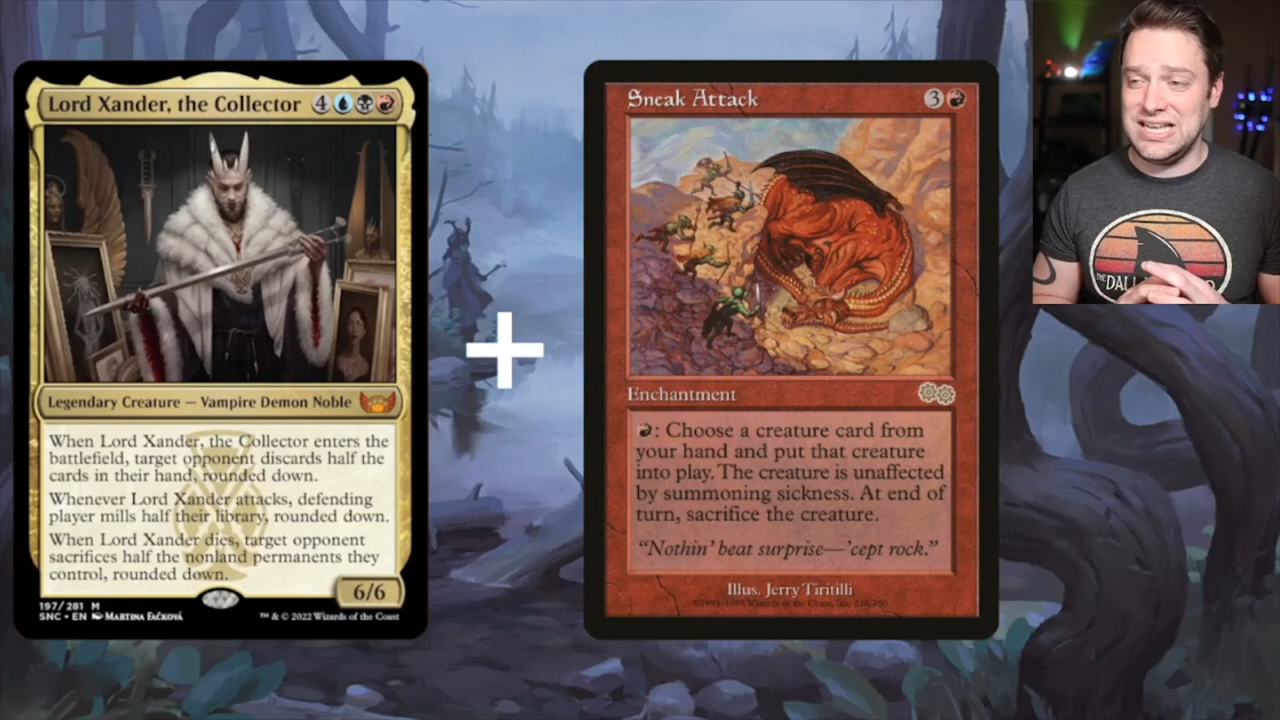 Lord Xander, the Collector 4
Legendary Creature — Vampire Demon Noble
When Lord Xander, the Collector enters the
battlefield, target opponent discards half the
cards in their hand, rounded down.
Whenever Lord Xander attacks, defending
player mills half their library, rounded down.
When Lord Xander dies, target opponent
sacrifices half the nonland permanents they
control, rounded down.
6/6
197/281 M
SNC • EN MARTINA FAČKOVÁ
™ & © 2022 Wizards of the Coast
+
Sneak Attack 3
Enchantment
: Choose a creature card from
your hand and put that creature
into play. The creature is unaffected
by summoning sickness. At end of
turn, sacrifice the creature.
“Nothin’ beat surprise—’cept rock.”
Illus. Jerry Tiritilli
Wizards of the Coast, Inc.
THE